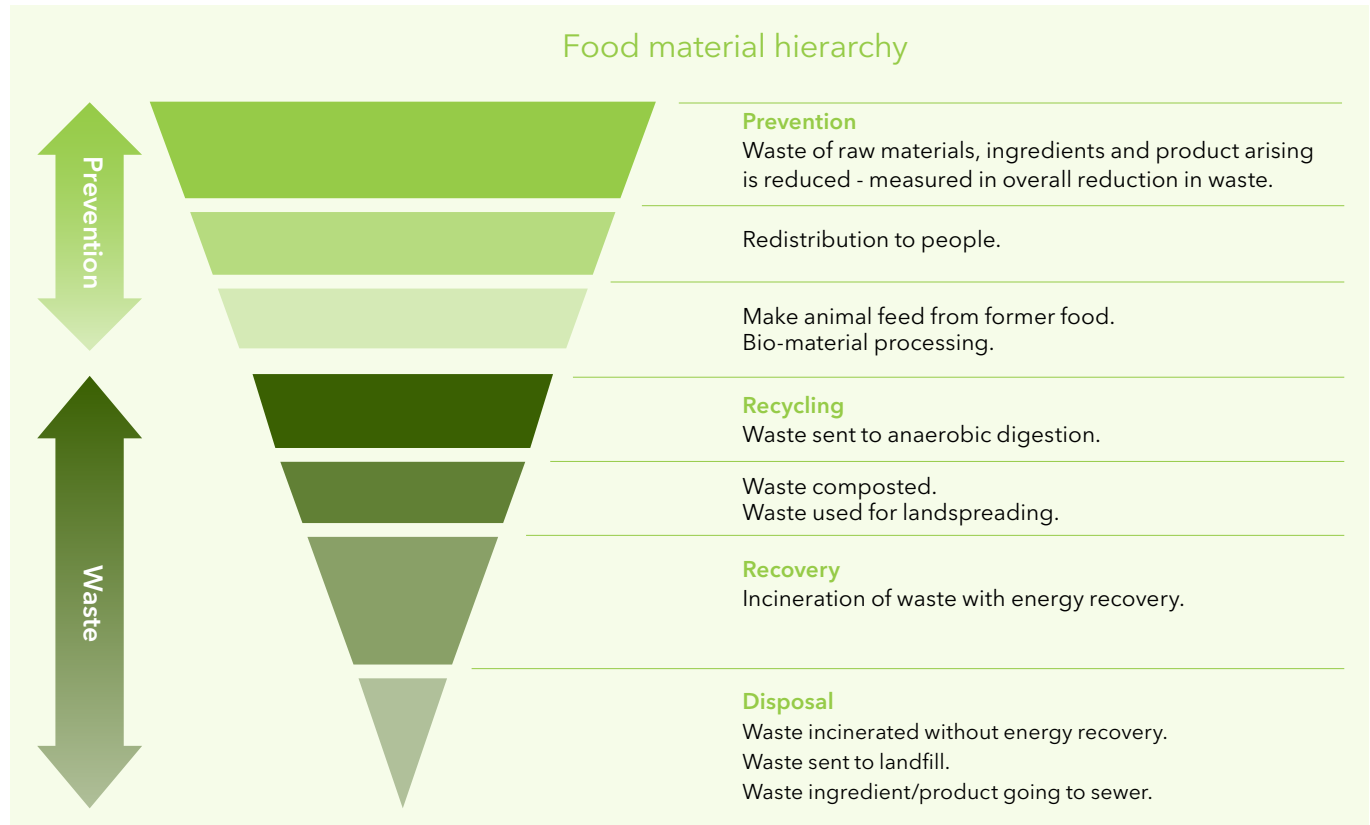 Food material hierarchy
Prevention
Prevention
Waste of raw materials, ingredients and product arising
is reduced - measured in overall reduction in waste.
Redistribution to people.
Make animal feed from former food.
Bio-material processing.
Waste
Recycling
Waste sent to anaerobic digestion.
Waste composted.
Waste used for landspreading.
Recovery
Incineration of waste with energy recovery.
Disposal
Waste incinerated without energy recovery.
Waste sent to landfill.
Waste ingredient/product going to sewer.